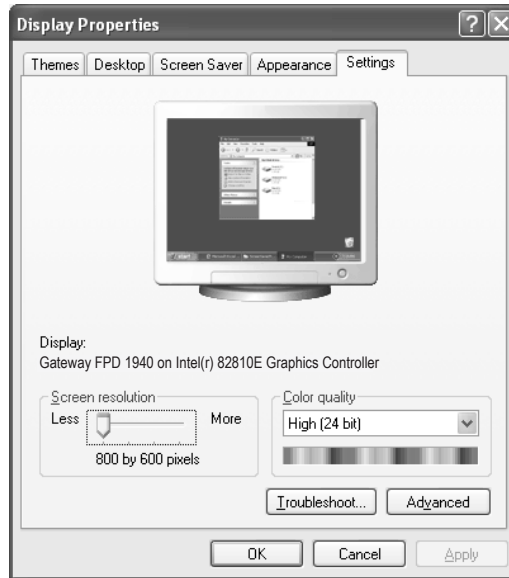 Display Properties
Themes Desktop Screen Saver Appearance Settings
Display:
Gateway FPD 1940 on Intel(r) 82810E Graphics Controller
Screen resolution
Less More
800 by 600 pixels
Color quality
High (24 bit)
Troubleshoot... Advanced
OK Cancel Apply